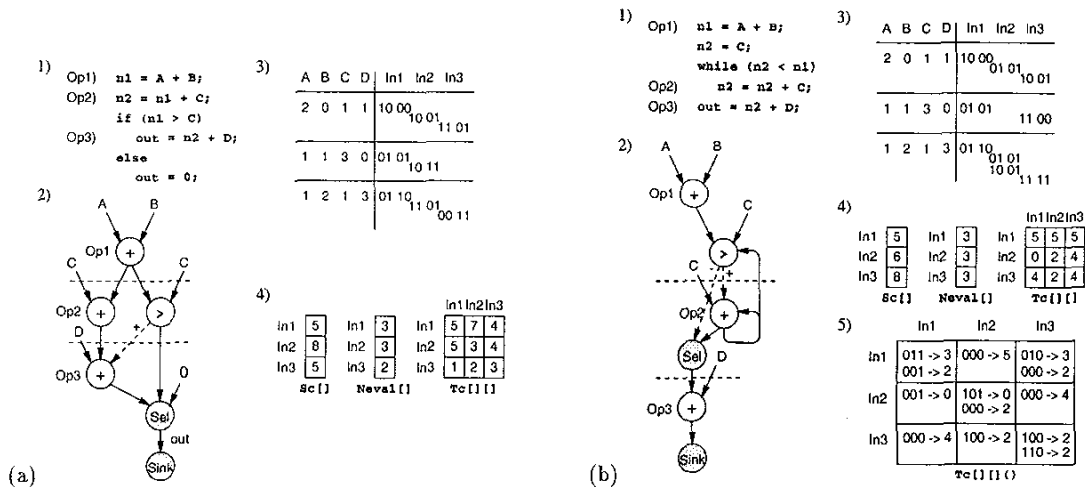 1)
Op1) n1 = A + B;
Op2) n2 = n1 + C;
if (n1 > C)
Op3) out = n2 + D;
else
out = 0;
2)
A B
Op1 +
C C
Op2 + >
+
D
Op3 + 0
Sel
out
Sink
(a)
3)
A B C D In1 In2 In3
2 0 1 1 10 00 10 01 11 01
1 1 3 0 01 01 10 11
1 2 1 3 01 10 11 01 00 11
4)
In1 In2 In3
In1 5 In1 3 In1 5 7 4
In2 8 In2 3 In2 5 3 4
In3 5 In3 2 In3 1 2 3
Sc[] Neval[] Tc[][]
1)
Op1) n1 = A + B;
n2 = C;
while (n2 < n1)
Op2) n2 = n2 + C;
Op3) out = n2 + D;
2)
A B
Op1 +
C
>
C +
Op2 +
Sel D
Op3 +
Sink
(b)
3)
A B C D In1 In2 In3
2 0 1 1 10 00 01 01 10 01
1 1 3 0 01 01 11 00
1 2 1 3 01 10 01 01
10 01 11 11
4)
In1 In2 In3
In1 5 In1 3 In1 5 5 5
In2 6 In2 3 In2 0 2 4
In3 8 In3 3 In3 4 2 4
Sc[] Neval[] Tc[][]
5)
In1 In2 In3
In1 011 -> 3 000 -> 5 010 -> 3
001 -> 2 000 -> 2
In2 001 -> 0 101 -> 0 000 -> 4
000 -> 2
In3 000 -> 4 100 -> 2 100 -> 2
110 -> 2
Tc[][]()